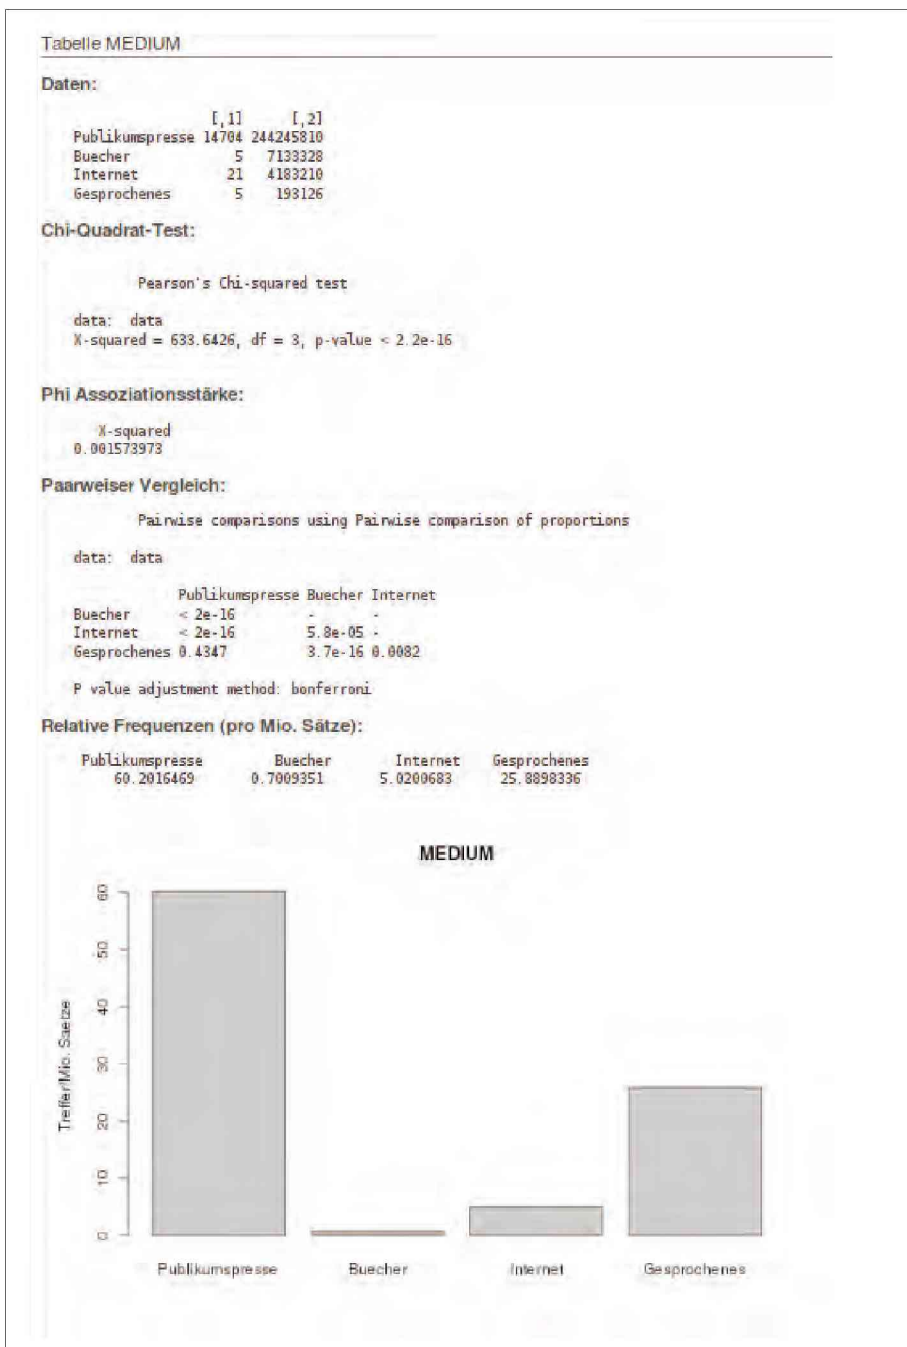 Tabelle MEDIUM
Daten:
[,1] [,2]
Publikumspresse 14704 244245810
Buecher 5 7133328
Internet 21 4183210
Gesprochenes 5 193126
Chi-Quadrat-Test:
Pearson's Chi-squared test
data: data
X-squared = 633.6426, df = 3, p-value < 2.2e-16
Phi Assoziationsstärke:
X-squared
0.001573973
Paarweiser Vergleich:
Pairwise comparisons using Pairwise comparison of proportions
data: data
Publikumspresse Buecher Internet
Buecher < 2e-16 - -
Internet < 2e-16 5.8e-05 -
Gesprochenes 0.4347 3.7e-16 0.0082
P value adjustment method: bonferroni
Relative Frequenzen (pro Mio. Sätze):
Publikumspresse Buecher Internet Gesprochenes
60.2016469 0.7009351 5.0200683 25.8898336
MEDIUM
60
50
40
30
20
10
0
Treffer/Mio. Saetze
Publikumspresse Buecher Internet Gesprochenes